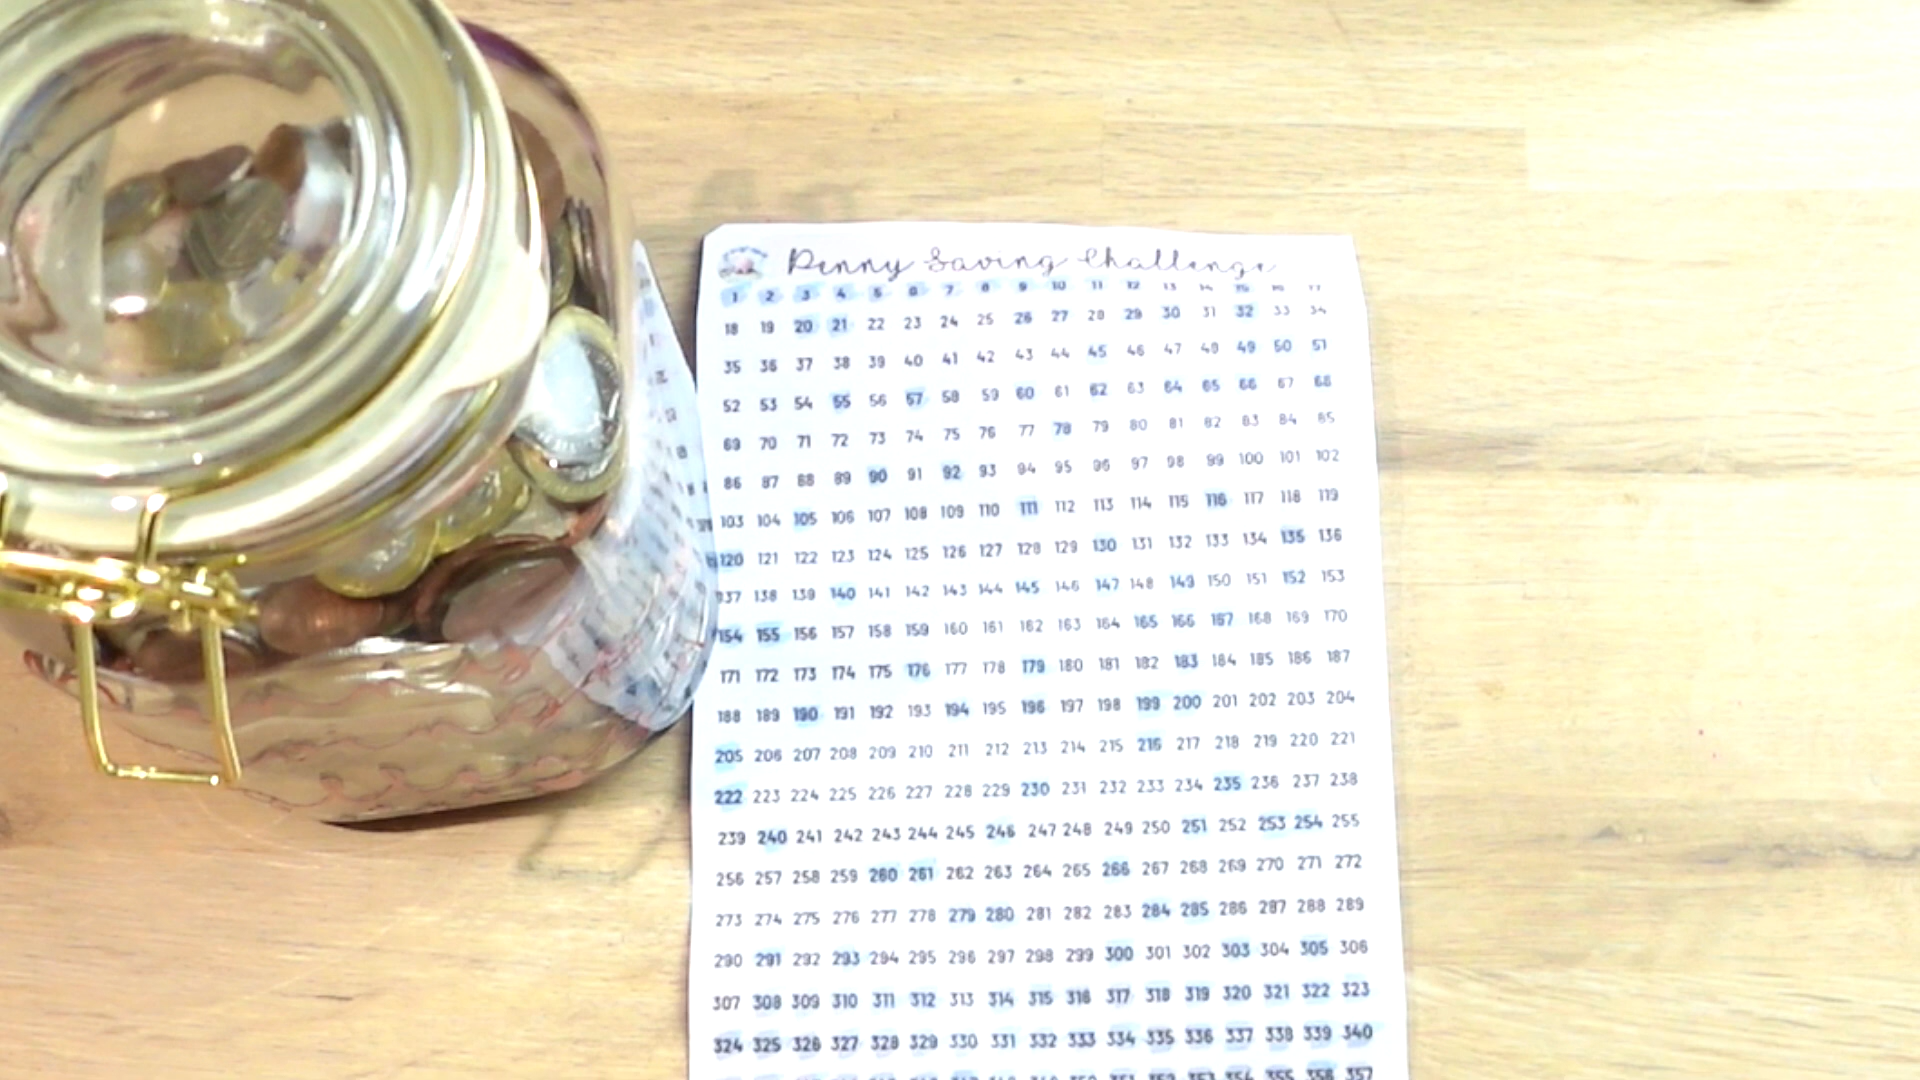 Penny Saving Challenge
1 2 3 4 5 6 7 8 9 10 11 12 13 14 15 16 17
18 19 20 21 22 23 24 25 26 27 28 29 30 31 32 33 34
35 36 37 38 39 40 41 42 43 44 45 46 47 48 49 50 51
52 53 54 55 56 57 58 59 60 61 62 63 64 65 66 67 68
69 70 71 72 73 74 75 76 77 78 79 80 81 82 83 84 85
86 87 88 89 90 91 92 93 94 95 96 97 98 99 100 101 102
103 104 105 106 107 108 109 110 111 112 113 114 115 116 117 118 119
120 121 122 123 124 125 126 127 128 129 130 131 132 133 134 135 136
137 138 139 140 141 142 143 144 145 146 147 148 149 150 151 152 153
154 155 156 157 158 159 160 161 162 163 164 165 166 167 168 169 170
171 172 173 174 175 176 177 178 179 180 181 182 183 184 185 186 187
188 189 190 191 192 193 194 195 196 197 198 199 200 201 202 203 204
205 206 207 208 209 210 211 212 213 214 215 216 217 218 219 220 221
222 223 224 225 226 227 228 229 230 231 232 233 234 235 236 237 238
239 240 241 242 243 244 245 246 247 248 249 250 251 252 253 254 255
256 257 258 259 260 261 262 263 264 265 266 267 268 269 270 271 272
273 274 275 276 277 278 279 280 281 282 283 284 285 286 287 288 289
290 291 292 293 294 295 296 297 298 299 300 301 302 303 304 305 306
307 308 309 310 311 312 313 314 315 316 317 318 319 320 321 322 323
324 325 326 327 328 329 330 331 332 333 334 335 336 337 338 339 340
354 355 356 357